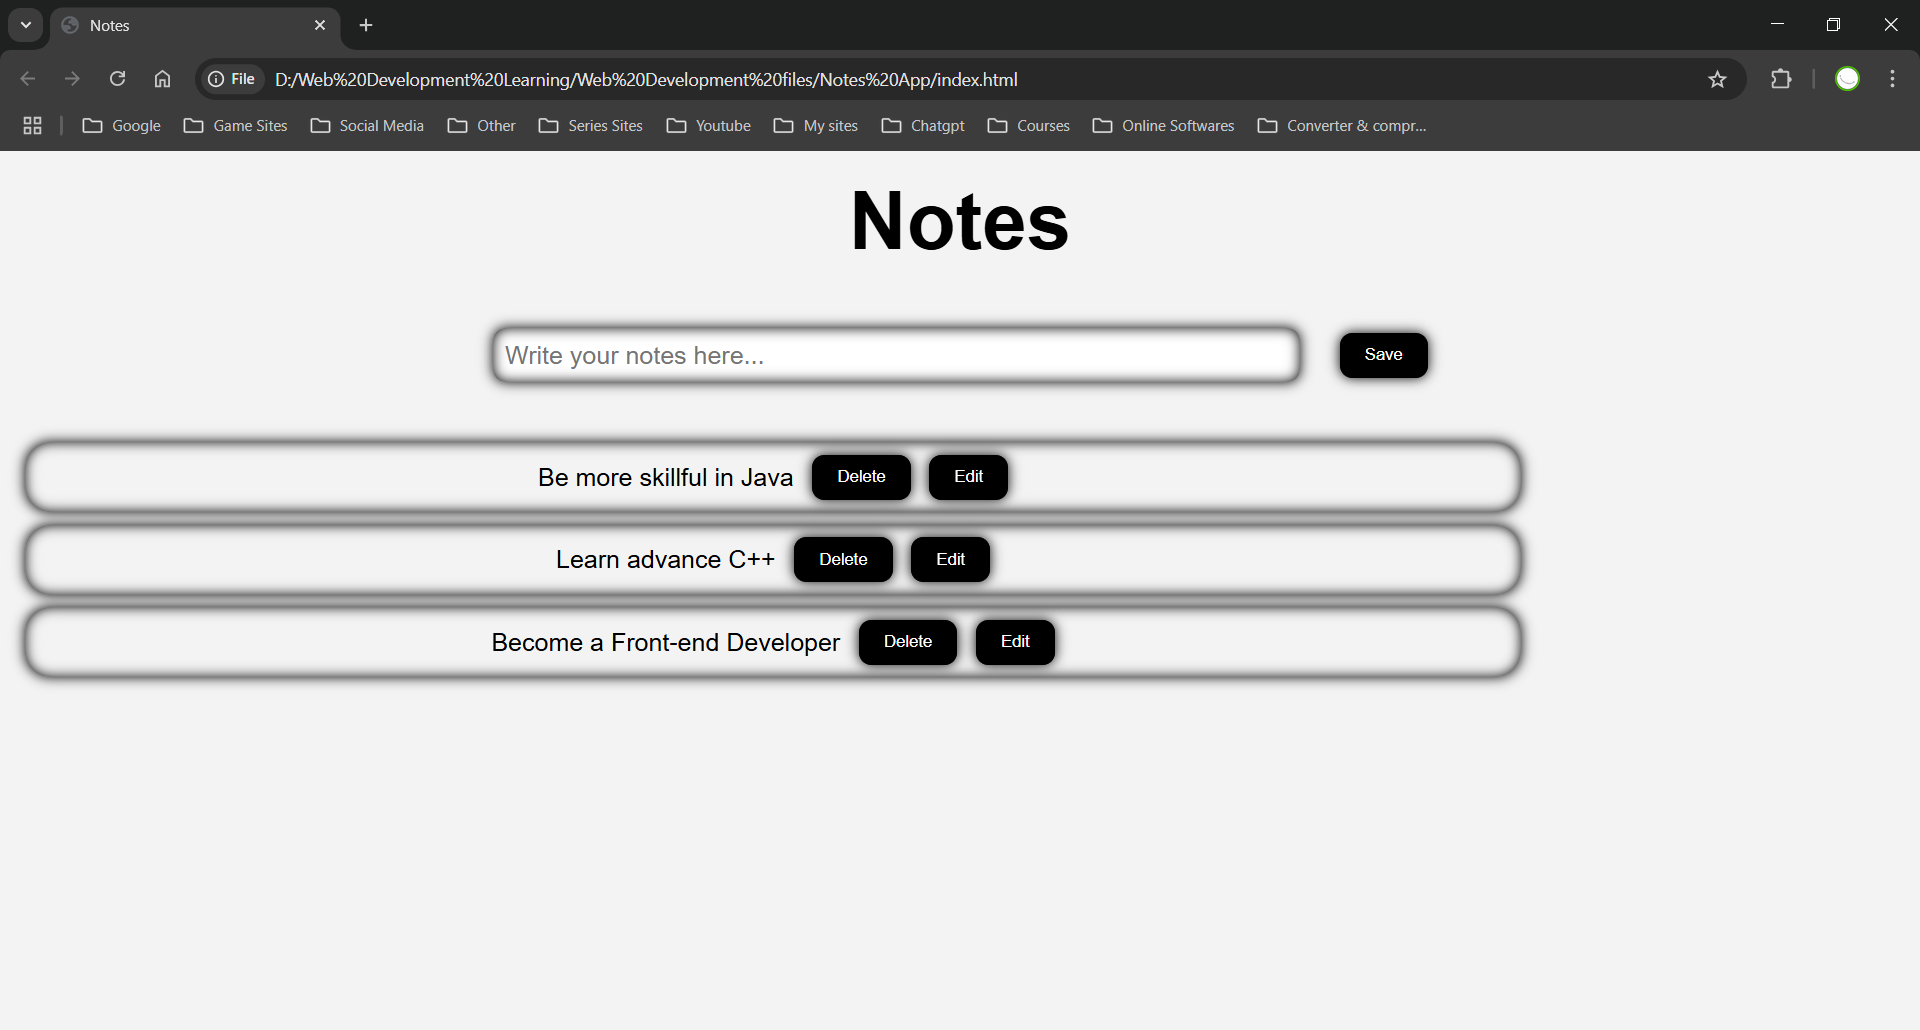 Notes
File D:/Web%20Development%20Learning/Web%20Development%20files/Notes%20App/index.html
Google Game Sites Social Media Other Series Sites Youtube My sites Chatgpt Courses Online Softwares Converter & compr...
Notes
Write your notes here... Save
Be more skillful in Java Delete Edit
Learn advance C++ Delete Edit
Become a Front-end Developer Delete Edit